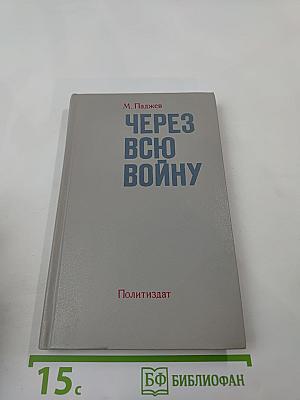 М. Паджев
ЧЕРЕЗ
ВСЮ
ВОЙНУ
Политиздат
15с
БФ БИБЛИОФАН